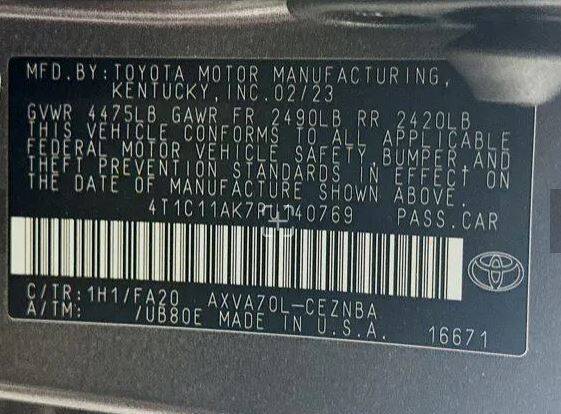 MFD. BY: TOYOTA MOTOR MANUFACTURING,
KENTUCKY, INC. 02/23
GVWR 4475LB GAWR FR 2490LB RR 2420LB
THIS VEHICLE CONFORMS TO ALL APPLICABLE
FEDERAL MOTOR VEHICLE SAFETY, BUMPER, AND
THEFT PREVENTION STANDARDS IN EFFECT ON
THE DATE OF MANUFACTURE SHOWN ABOVE.
PASS. CAR
C/TR: 1H1/FA20 AXVA70L-CEZNBA
A/TM: /UB80E MADE IN U.S.A. 16671